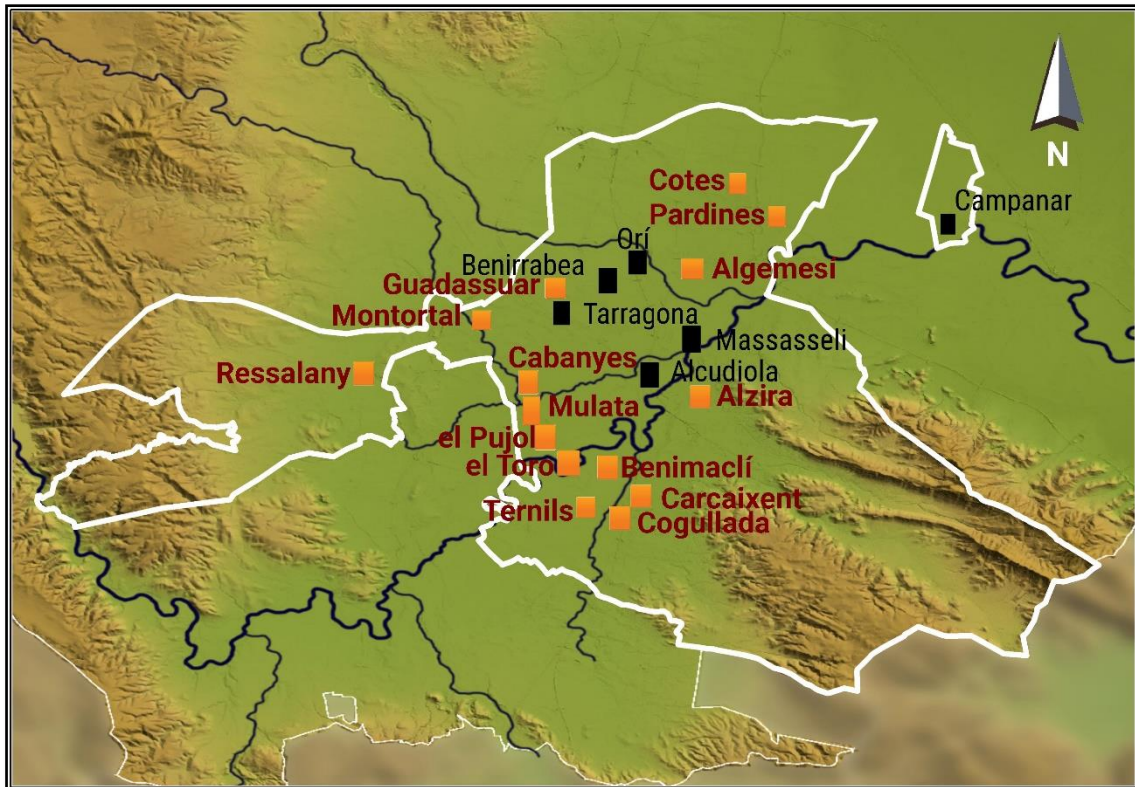 N
Cotes
Campanar
Pardines
Orí
Benirrabea
Algemesí
Guadassuar
Montortal
Tarragona
Massasseli
Cabanyes
Ressalany
Alcudiola
Alzira
Mulata
el Pujol
el Toro
Benimaclí
Carcaixent
Ternils
Cogullada